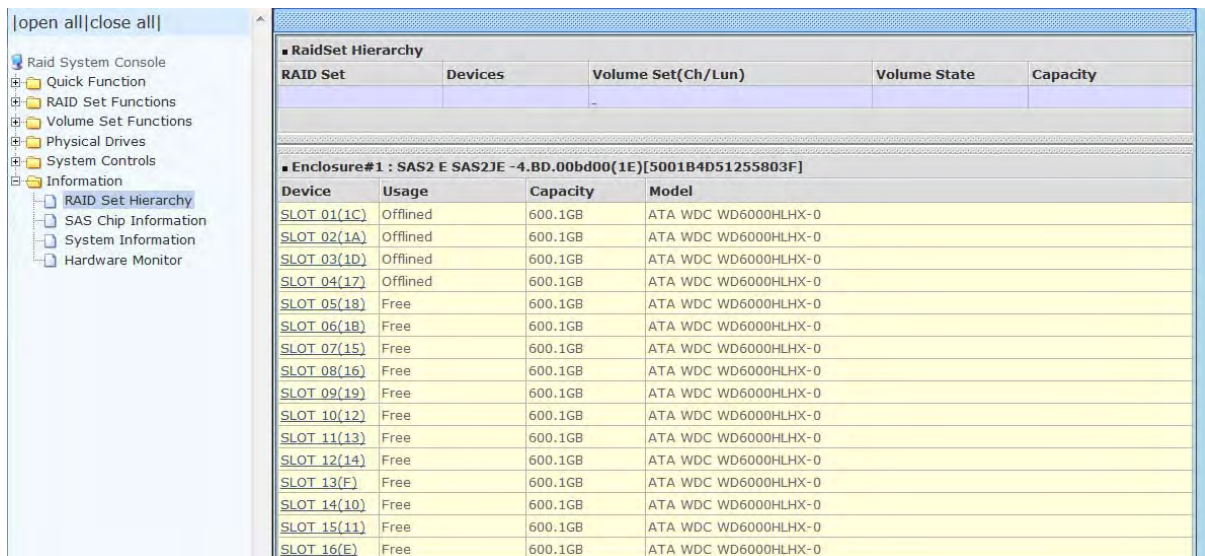 |open all|close all|
Raid System Console
Quick Function
RAID Set Functions
Volume Set Functions
Physical Drives
System Controls
Information
RAID Set Hierarchy
SAS Chip Information
System Information
Hardware Monitor
RaidSet Hierarchy
RAID Set Devices Volume Set(Ch/Lun) Volume State Capacity
Enclosure#1 : SAS2 E SAS2JE -4.BD.00bd00(1E)[5001B4D51255803F]
Device Usage Capacity Model
SLOT 01(1C) Offlined 600.1GB ATA WDC WD6000HLHX-0
SLOT 02(1A) Offlined 600.1GB ATA WDC WD6000HLHX-0
SLOT 03(1D) Offlined 600.1GB ATA WDC WD6000HLHX-0
SLOT 04(17) Offlined 600.1GB ATA WDC WD6000HLHX-0
SLOT 05(18) Free 600.1GB ATA WDC WD6000HLHX-0
SLOT 06(1B) Free 600.1GB ATA WDC WD6000HLHX-0
SLOT 07(15) Free 600.1GB ATA WDC WD6000HLHX-0
SLOT 08(16) Free 600.1GB ATA WDC WD6000HLHX-0
SLOT 09(19) Free 600.1GB ATA WDC WD6000HLHX-0
SLOT 10(12) Free 600.1GB ATA WDC WD6000HLHX-0
SLOT 11(13) Free 600.1GB ATA WDC WD6000HLHX-0
SLOT 12(14) Free 600.1GB ATA WDC WD6000HLHX-0
SLOT 13(F) Free 600.1GB ATA WDC WD6000HLHX-0
SLOT 14(10) Free 600.1GB ATA WDC WD6000HLHX-0
SLOT 15(11) Free 600.1GB ATA WDC WD6000HLHX-0
SLOT 16(E) Free 600.1GB ATA WDC WD6000HLHX-0